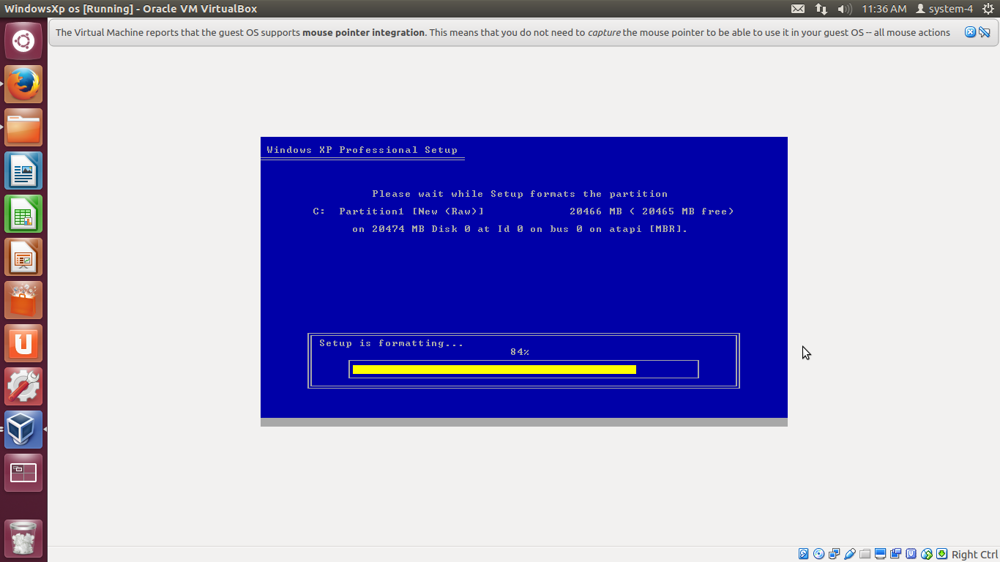 WindowsXp os [Running] - Oracle VM VirtualBox
11:36 AM system-4
The Virtual Machine reports that the guest OS supports mouse pointer integration. This means that you do not need to capture the mouse pointer to be able to use it in your guest OS -- all mouse actions
Windows XP Professional Setup
Please wait while Setup formats the partition
C: Partition1 [New (Raw)] 20466 MB ( 20465 MB free)
on 20474 MB Disk 0 at Id 0 on bus 0 on atapi [MBR].
Setup is formatting...
84%
Right Ctrl